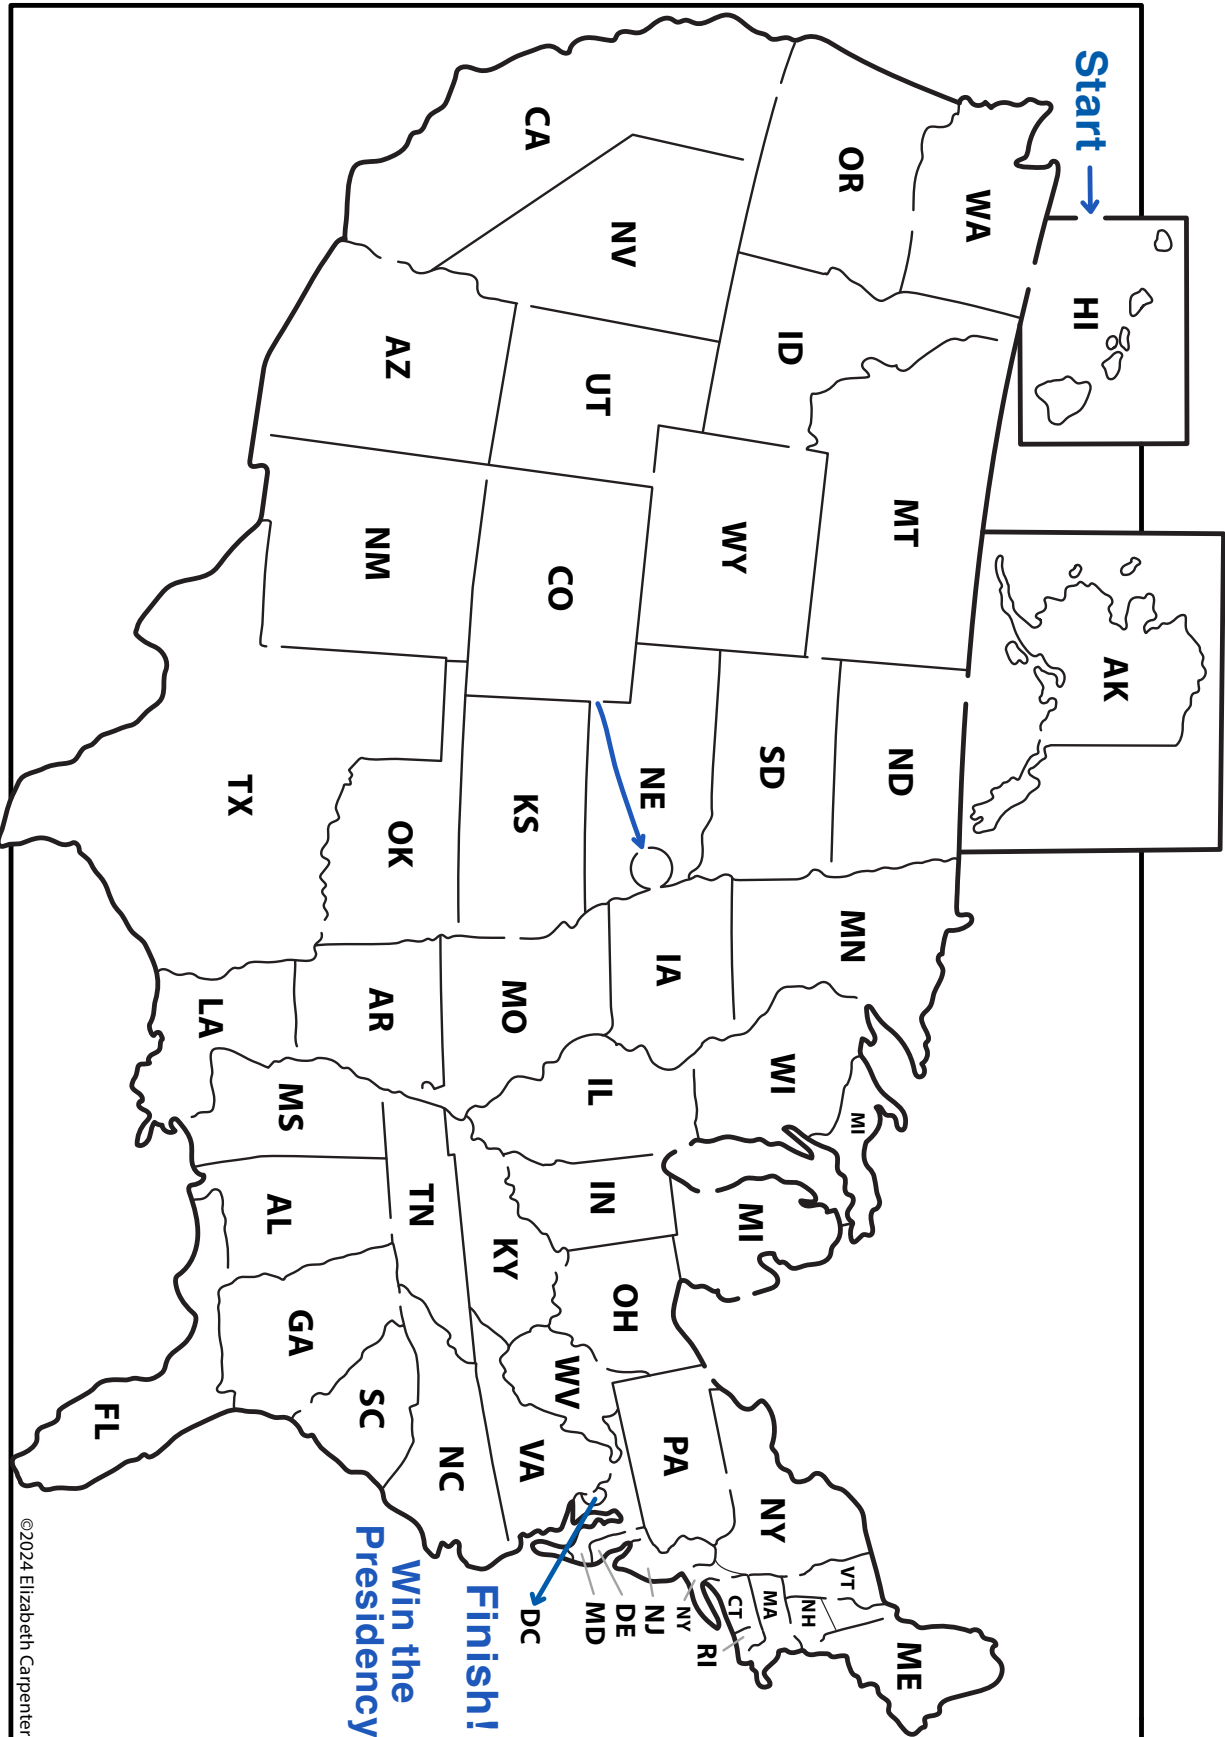 Start
HI
AK
WA
OR
CA
NV
ID
MT
WY
UT
AZ
CO
NM
ND
SD
NE
KS
OK
TX
MN
IA
MO
AR
LA
WI
MI
MI
IL
IN
OH
KY
TN
MS
AL
GA
FL
SC
NC
VA
WV
PA
NY
VT
NH
ME
MA
CT
RI
NY
NJ
DE
MD
DC
Finish!
Win the
Presidency
©2024 Elizabeth Carpenter